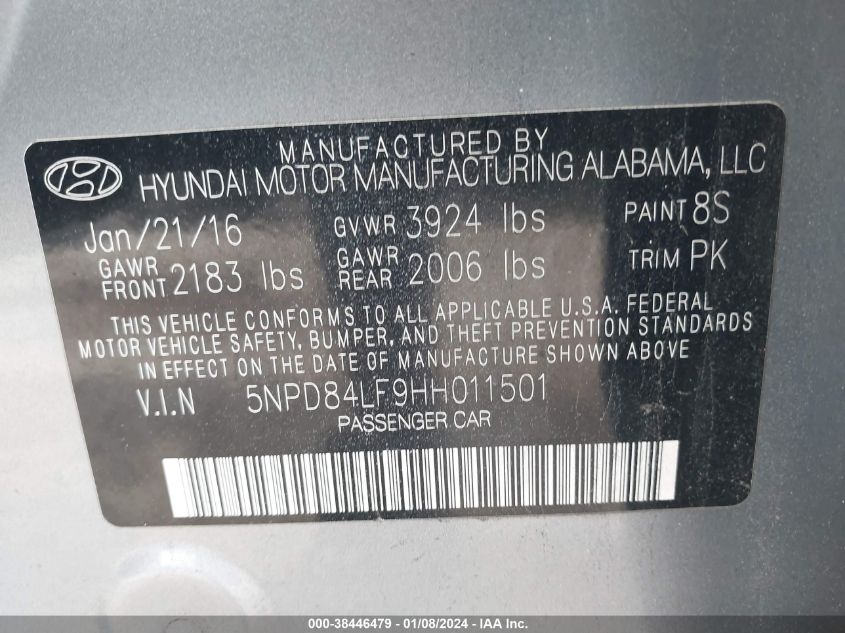 MANUFACTURED BY
HYUNDAI MOTOR MANUFACTURING ALABAMA, LLC
Jan/21/16 GVWR 3924 lbs PAINT 8S
GAWR FRONT 2183 lbs GAWR REAR 2006 lbs TRIM PK
THIS VEHICLE CONFORMS TO ALL APPLICABLE U.S.A. FEDERAL
MOTOR VEHICLE SAFETY, BUMPER, AND THEFT PREVENTION STANDARDS
IN EFFECT ON THE DATE OF MANUFACTURE SHOWN ABOVE
V.I.N 5NPD84LF9HH011501
PASSENGER CAR
000-38446479 - 01/08/2024 - IAA Inc.